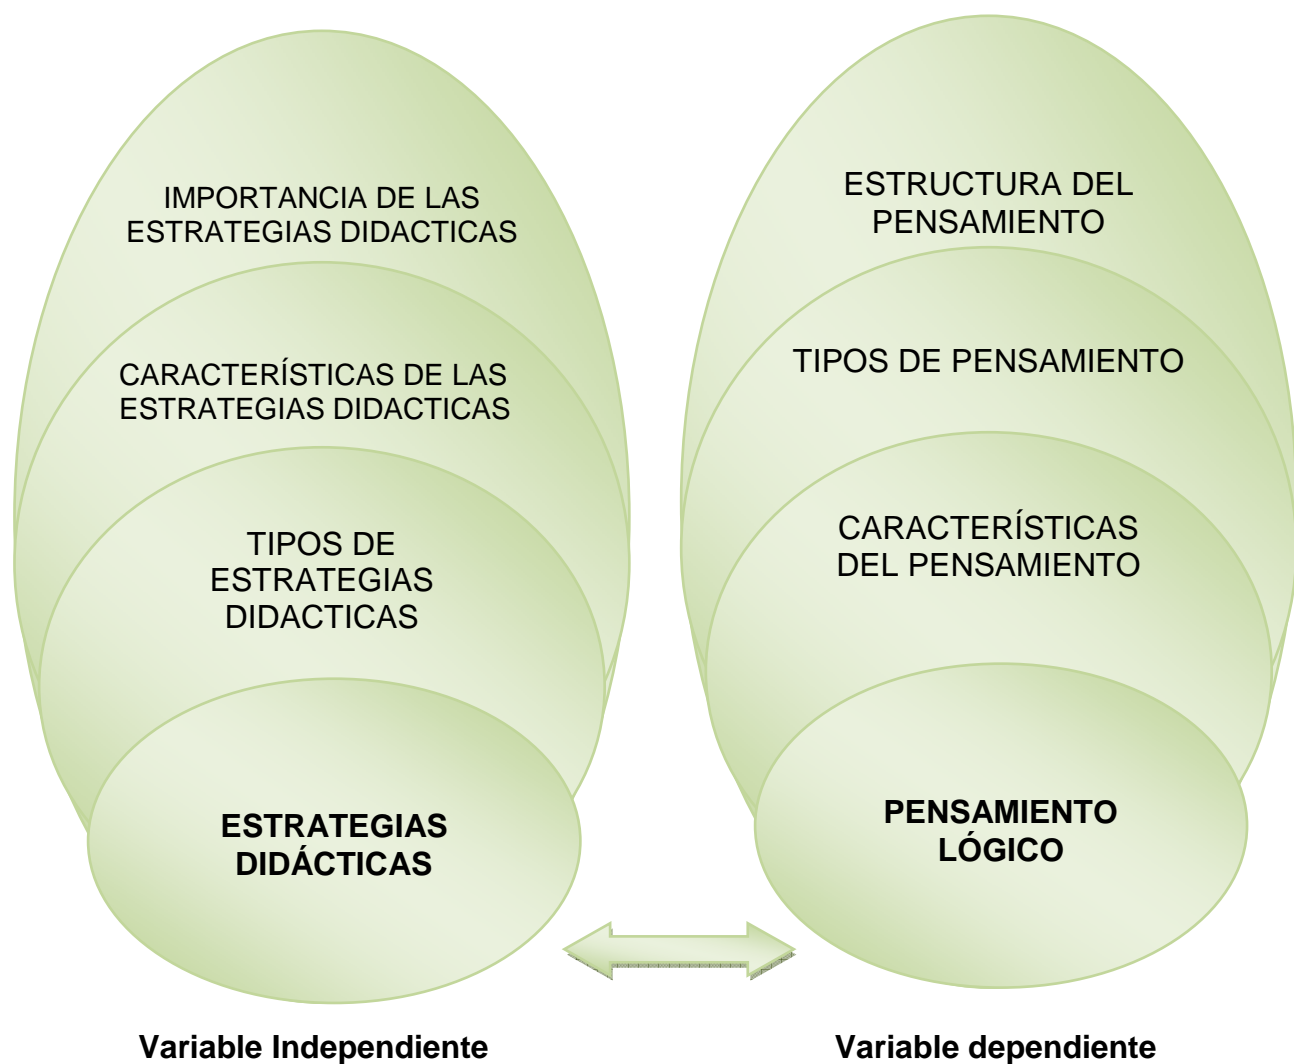 IMPORTANCIA DE LAS
ESTRATEGIAS DIDACTICAS
CARACTERÍSTICAS DE LAS
ESTRATEGIAS DIDACTICAS
TIPOS DE
ESTRATEGIAS
DIDACTICAS
ESTRATEGIAS
DIDÁCTICAS
Variable Independiente
ESTRUCTURA DEL
PENSAMIENTO
TIPOS DE PENSAMIENTO
CARACTERÍSTICAS
DEL PENSAMIENTO
PENSAMIENTO
LÓGICO
Variable dependiente